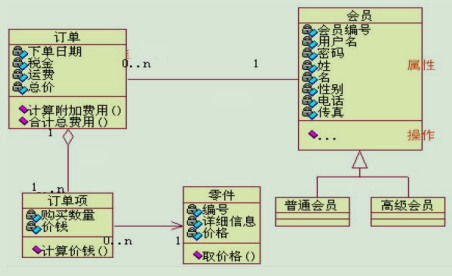 订单
下单日期
税金
运费
总价
计算附加费用()
合计总费用()
0..n
1
会员
会员编号
用户名
密码
姓
名
性别
电话
传真
...
属性
操作
1
1...n
订单项
购买数量
价钱
计算价钱()
0..n
1
零件
编号
详细信息
价格
取价格()
普通会员
高级会员